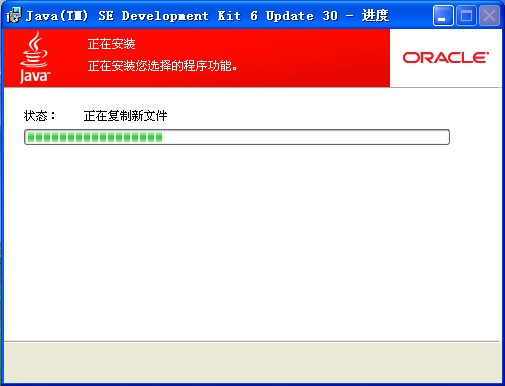 Java(TM) SE Development Kit 6 Update 30 - 进度
正在安装
正在安装您选择的程序功能。
Java™
ORACLE®
状态： 正在复制新文件